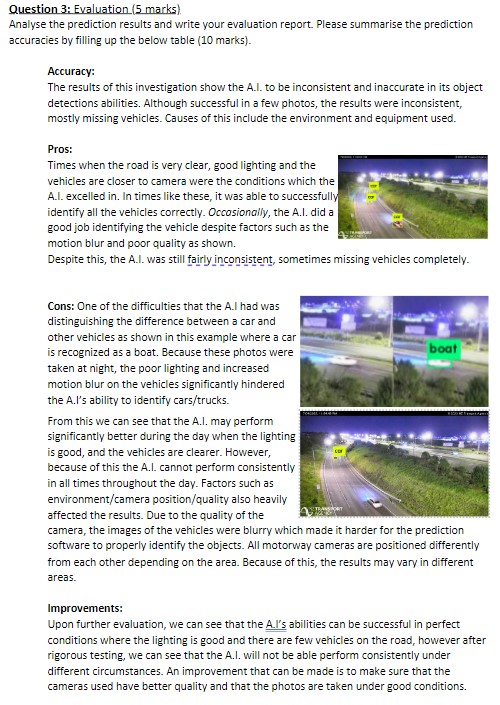 Question 3: Evaluation (5 marks)
Analyse the prediction results and write your evaluation report. Please summarise the prediction
accuracies by filling up the below table (10 marks).
Accuracy:
The results of this investigation show the A.I. to be inconsistent and inaccurate in its object
detections abilities. Although successful in a few photos, the results were inconsistent,
mostly missing vehicles. Causes of this include the environment and equipment used.
Pros:
Times when the road is very clear, good lighting and the
vehicles are closer to camera were the conditions which the
A.I. excelled in. In times like these, it was able to successfully
identify all the vehicles correctly. Occasionally, the A.I. did a
good job identifying the vehicle despite factors such as the
motion blur and poor quality as shown.
Despite this, the A.I. was still fairly inconsistent, sometimes missing vehicles completely.
car
car
car
Cons: One of the difficulties that the A.I had was
distinguishing the difference between a car and
other vehicles as shown in this example where a car
is recognized as a boat. Because these photos were
taken at night, the poor lighting and increased
motion blur on the vehicles significantly hindered
the A.I's ability to identify cars/trucks.
boat
From this we can see that the A.I. may perform
significantly better during the day when the lighting
is good, and the vehicles are clearer. However,
because of this the A.I. cannot perform consistently
in all times throughout the day. Factors such as
environment/camera position/quality also heavily
affected the results. Due to the quality of the
camera, the images of the vehicles were blurry which made it harder for the prediction
software to properly identify the objects. All motorway cameras are positioned differently
from each other depending on the area. Because of this, the results may vary in different
areas.
car
TRANSPORT
AGENCY
Improvements:
Upon further evaluation, we can see that the A.I's abilities can be successful in perfect
conditions where the lighting is good and there are few vehicles on the road, however after
rigorous testing, we can see that the A.I. will not be able perform consistently under
different circumstances. An improvement that can be made is to make sure that the
cameras used have better quality and that the photos are taken under good conditions.